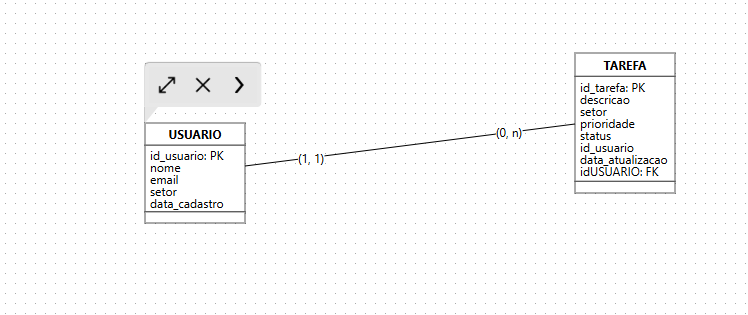 USUARIO
id_usuario: PK
nome
email
setor
data_cadastro
(1, 1)
(0, n)
TAREFA
id_tarefa: PK
descricao
setor
prioridade
status
id_usuario
data_atualizacao
idUSUARIO: FK